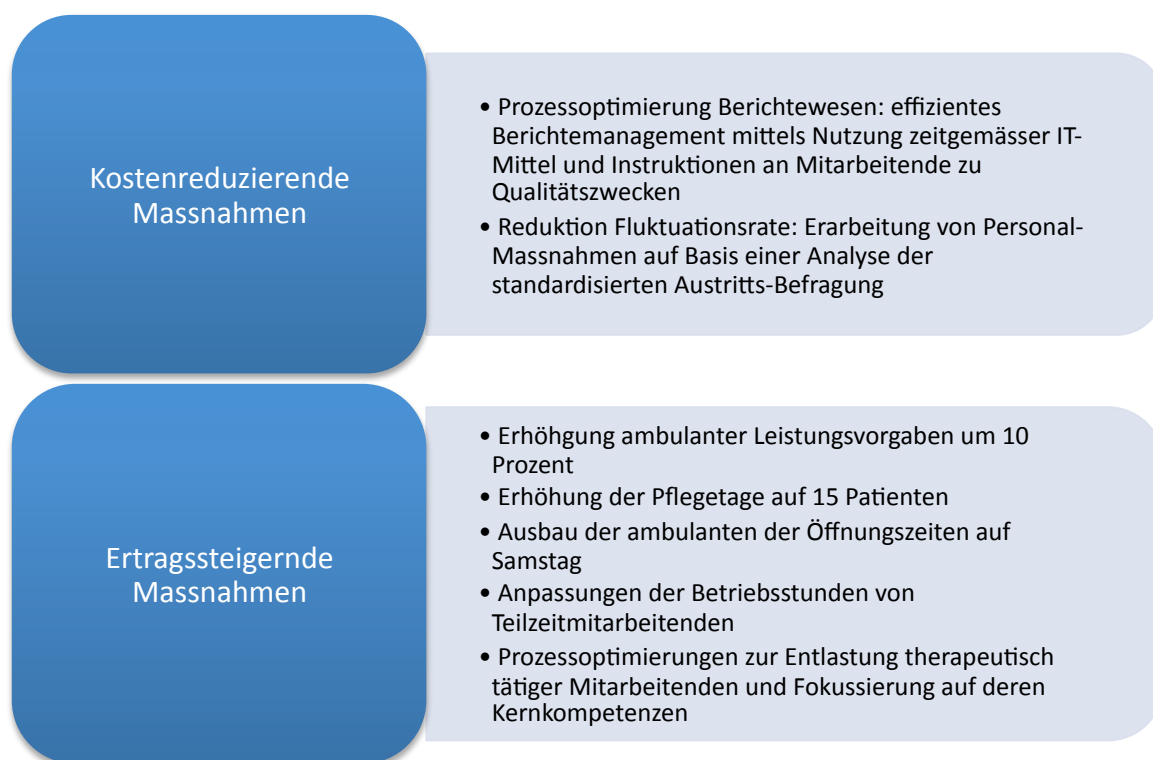 Kostenreduzierende
Massnahmen
• Prozessoptimierung Berichtewesen: effizientes
Berichtemanagement mittels Nutzung zeitgemässer IT-
Mittel und Instruktionen an Mitarbeitende zu
Qualitätszwecken
• Reduktion Fluktuationsrate: Erarbeitung von Personal-
Massnahmen auf Basis einer Analyse der
standardisierten Austritts-Befragung
Ertragssteigernde
Massnahmen
• Erhöhgung ambulanter Leistungsvorgaben um 10
Prozent
• Erhöhung der Pflegetage auf 15 Patienten
• Ausbau der ambulanten der Öffnungszeiten auf
Samstag
• Anpassungen der Betriebsstunden von
Teilzeitmitarbeitenden
• Prozessoptimierungen zur Entlastung therapeutisch
tätiger Mitarbeitenden und Fokussierung auf deren
Kernkompetenzen